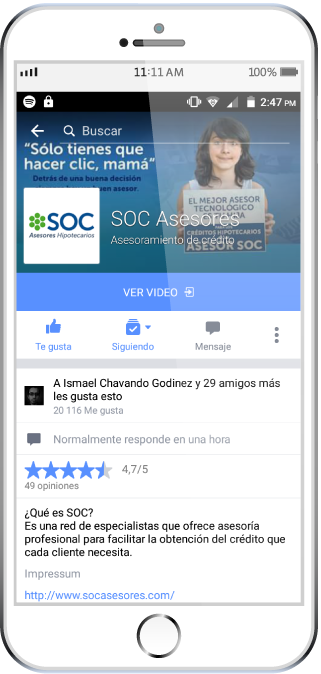 11:11 AM
100%
2:47 PM
Buscar
“Sólo tienes que
hacer clic, mamá”
Detrás de una buena decisión
EL MEJOR ASESOR
TECNOLÓGICO
CRÉDITOS HIPOTECARIOS
ASESOR SOC
SOC
Asesores Hipotecarios
SOC Asesores
Asesoramiento de crédito
VER VIDEO
Te gusta
Siguiendo
Mensaje
A Ismael Chavando Godinez y 29 amigos más
les gusta esto
20 116 Me gusta
Normalmente responde en una hora
4,7/5
49 opiniones
¿Qué es SOC?
Es una red de especialistas que ofrece asesoría
profesional para facilitar la obtención del crédito que
cada cliente necesita.
Impressum
http://www.socasesores.com/